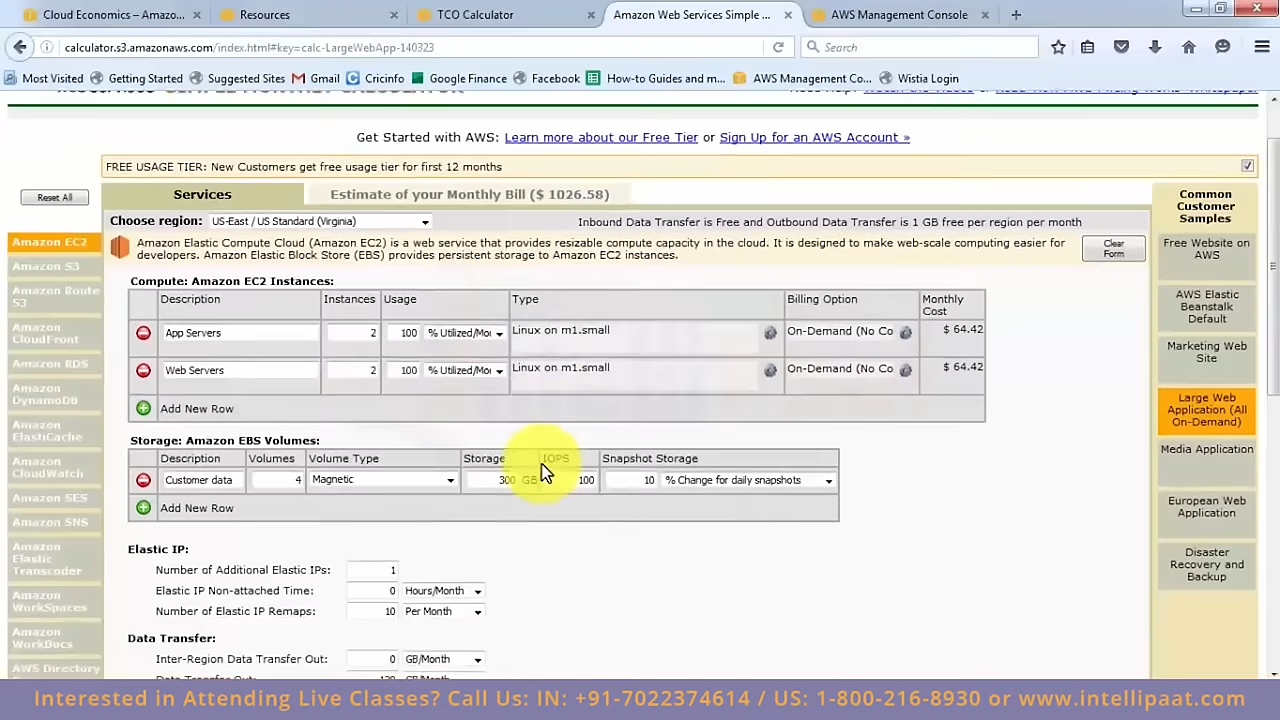 Cloud Economics – Amazo...
Resources
TCO Calculator
Amazon Web Services Simple ...
AWS Management Console
calculator.s3.amazonaws.com/index.html#key=calc-LargeWebApp-140323
Search
Most Visited
Getting Started
Suggested Sites
Gmail
Cricinfo
Google Finance
Facebook
How-to Guides and m...
AWS Management Co...
Wistia Login
Get Started with AWS: Learn more about our Free Tier or Sign Up for an AWS Account »
FREE USAGE TIER: New Customers get free usage tier for first 12 months
Reset All
Services
Estimate of your Monthly Bill ($ 1026.58)
Common
Customer
Samples
Choose region: US-East / US Standard (Virginia)
Inbound Data Transfer is Free and Outbound Data Transfer is 1 GB free per region per month
Amazon EC2
Amazon S3
Amazon Route
53
Amazon
CloudFront
Amazon RDS
Amazon
DynamoDB
Amazon
ElastiCache
Amazon
CloudWatch
Amazon SES
Amazon SNS
Amazon
Elastic
Transcoder
Amazon
WorkSpaces
Amazon
WorkDocs
AWS Directory
Amazon Elastic Compute Cloud (Amazon EC2) is a web service that provides resizable compute capacity in the cloud. It is designed to make web-scale computing easier for
developers. Amazon Elastic Block Store (EBS) provides persistent storage to Amazon EC2 instances.
Clear
Form
Compute: Amazon EC2 Instances:
Description Instances Usage Type Billing Option Monthly
Cost
App Servers 2 100 % Utilized/Mo Linux on m1.small On-Demand (No Co $ 64.42
Web Servers 2 100 % Utilized/Mo Linux on m1.small On-Demand (No Co $ 64.42
Add New Row
Storage: Amazon EBS Volumes:
Description Volumes Volume Type Storage IOPS Snapshot Storage
Customer data 4 Magnetic 300 GB 100 10 % Change for daily snapshots
Add New Row
Elastic IP:
Number of Additional Elastic IPs: 1
Elastic IP Non-attached Time: 0 Hours/Month
Number of Elastic IP Remaps: 10 Per Month
Data Transfer:
Inter-Region Data Transfer Out: 0 GB/Month
Free Website on
AWS
AWS Elastic
Beanstalk
Default
Marketing Web
Site
Large Web
Application (All
On-Demand)
Media Application
European Web
Application
Disaster
Recovery and
Backup
Interested in Attending Live Classes? Call Us: IN: +91-7022374614 / US: 1-800-216-8930 or www.intellipaat.com